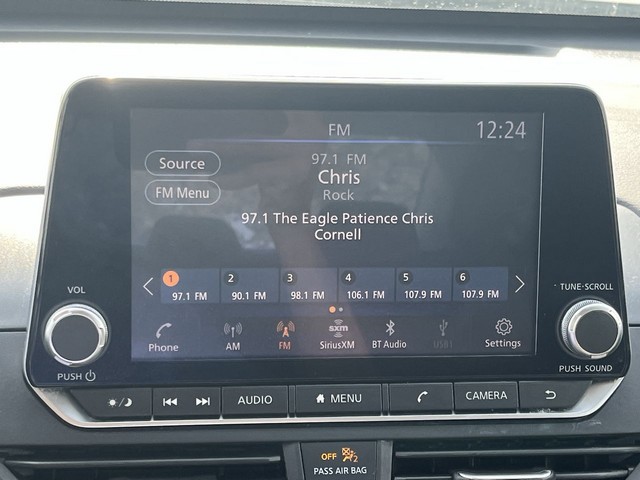 FM
12:24
Source
97.1 FM
Chris
FM Menu
Rock
97.1 The Eagle Patience Chris
Cornell
1 2 3 4 5 6
97.1 FM 90.1 FM 98.1 FM 106.1 FM 107.9 FM 107.9 FM
VOL
TUNE·SCROLL
Phone AM FM sxm SiriusXM BT Audio USB1 Settings
PUSH
PUSH SOUND
AUDIO MENU CAMERA
OFF 2
PASS AIR BAG